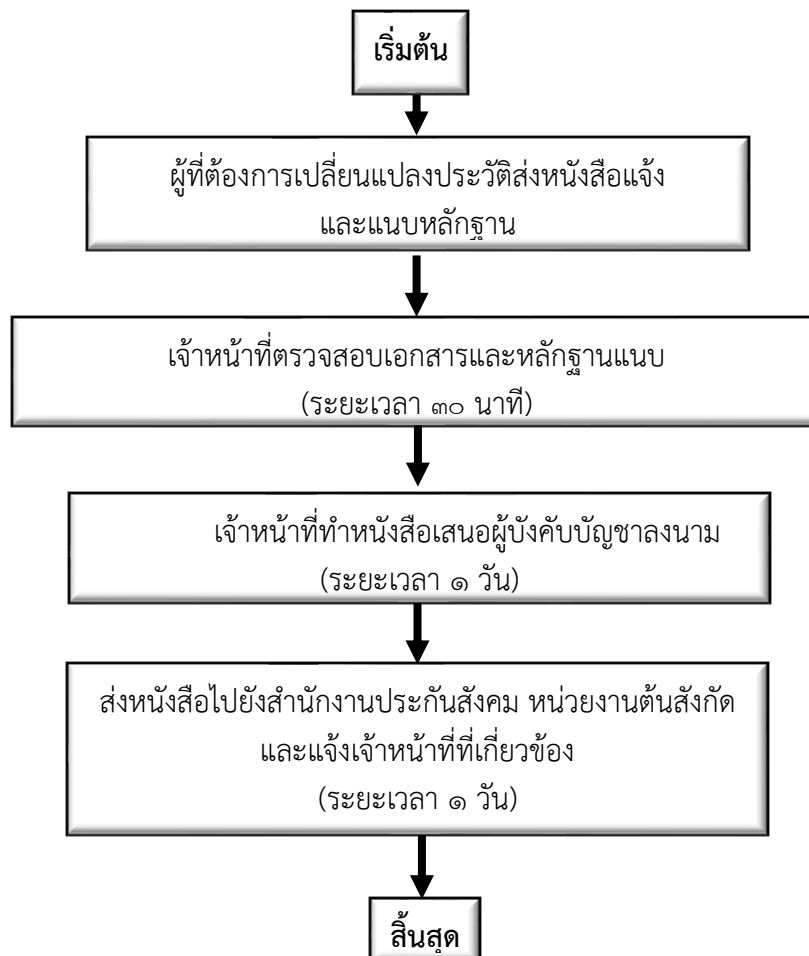 เริ่มต้น
ผู้ที่ต้องการเปลี่ยนแปลงประวัติส่งหนังสือแจ้ง
และแนบหลักฐาน
เจ้าหน้าที่ตรวจสอบเอกสารและหลักฐานแนบ
(ระยะเวลา ๓๐ นาที)
เจ้าหน้าที่ทำหนังสือเสนอผู้บังคับบัญชาลงนาม
(ระยะเวลา ๑ วัน)
ส่งหนังสือไปยังสำนักงานประกันสังคม หน่วยงานต้นสังกัด
และแจ้งเจ้าหน้าที่ที่เกี่ยวข้อง
(ระยะเวลา ๑ วัน)
สิ้นสุด